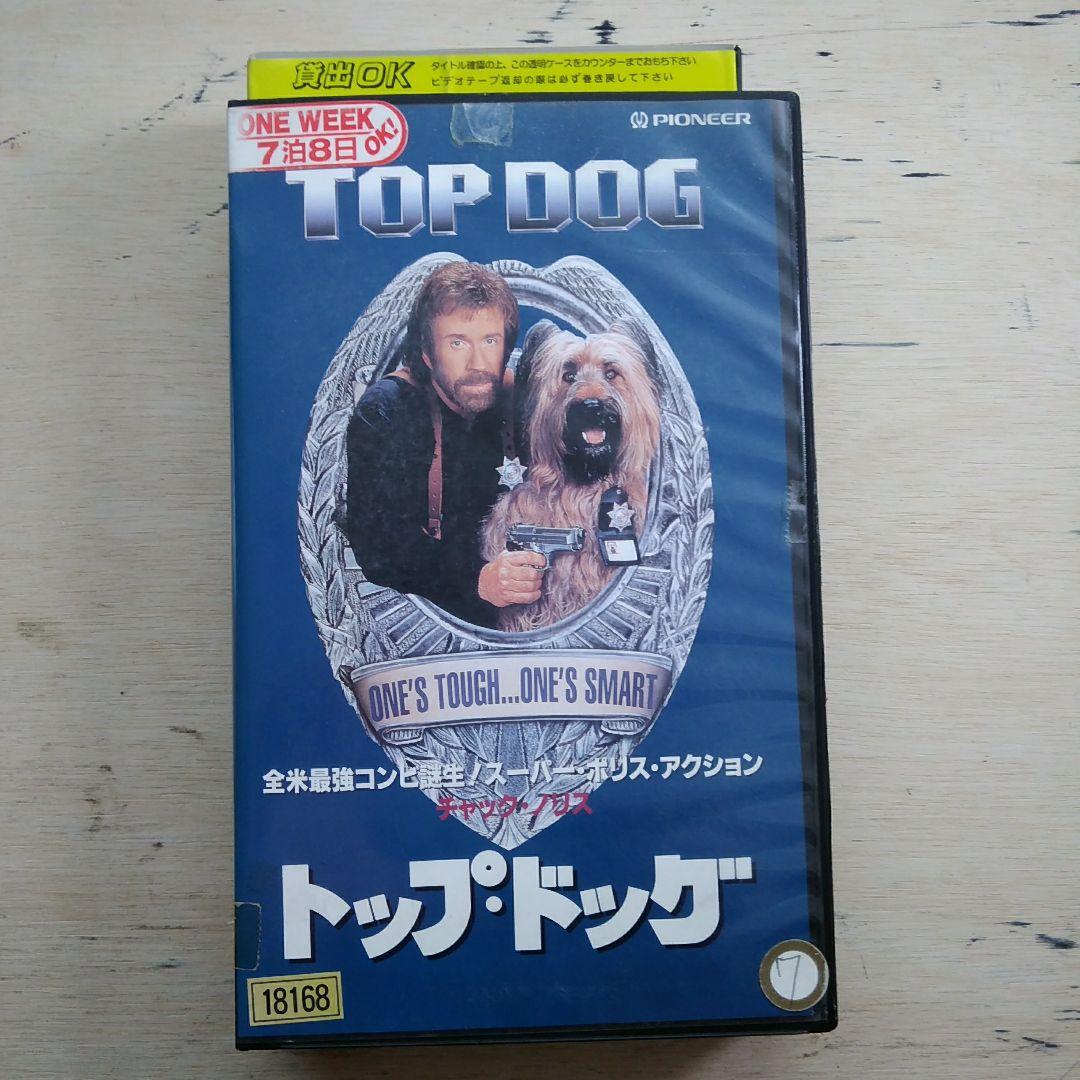 貸出OK
タイトル確認の上、この透明ケースをカウンターまでおもち下さい
ビデオテープ返却の際は必ず巻き戻して下さい
ONE WEEK
7泊8日 OK!
PIONEER
TOP DOG
ONE'S TOUGH...ONE'S SMART
全米最強コンビ誕生!スーパー・ポリス・アクション
チャック・ノリス
トップ・ドッグ
18168
7